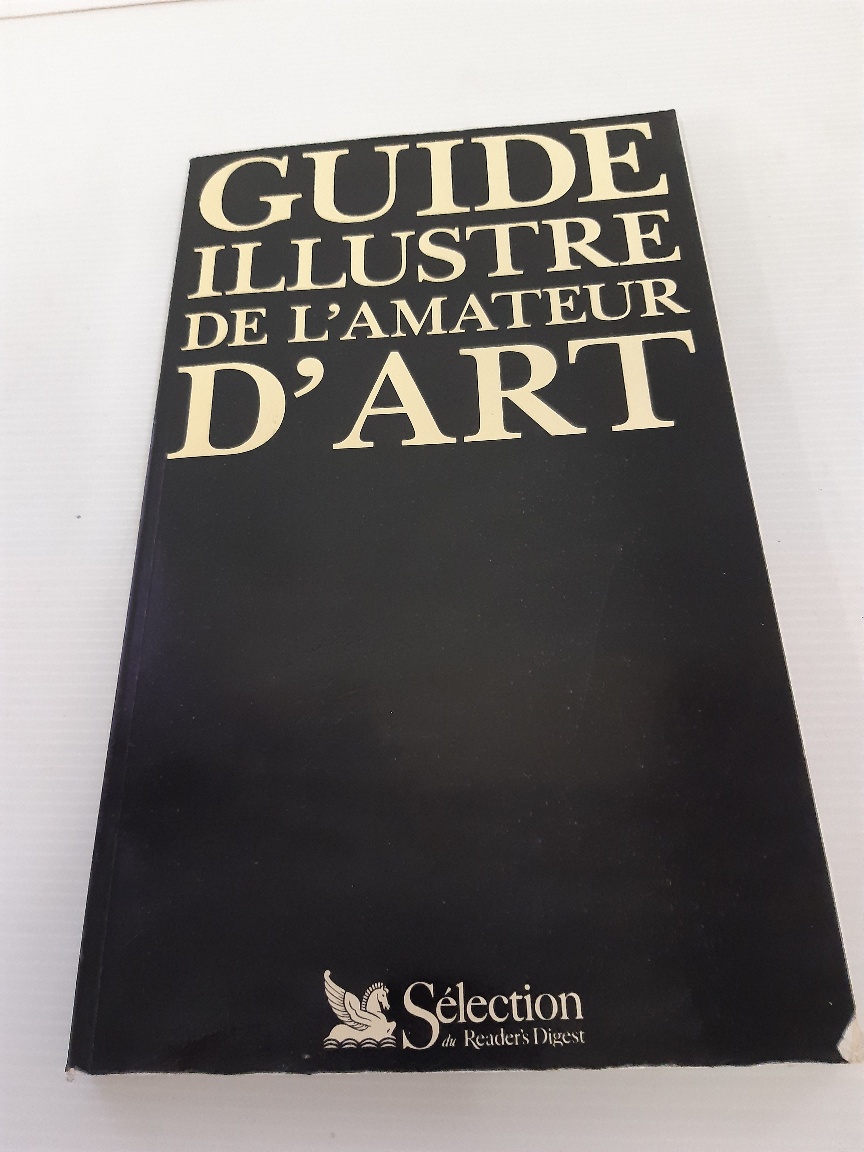 GUIDE
ILLUSTRE
DE L'AMATEUR
D'ART
Sélection
du Reader's Digest